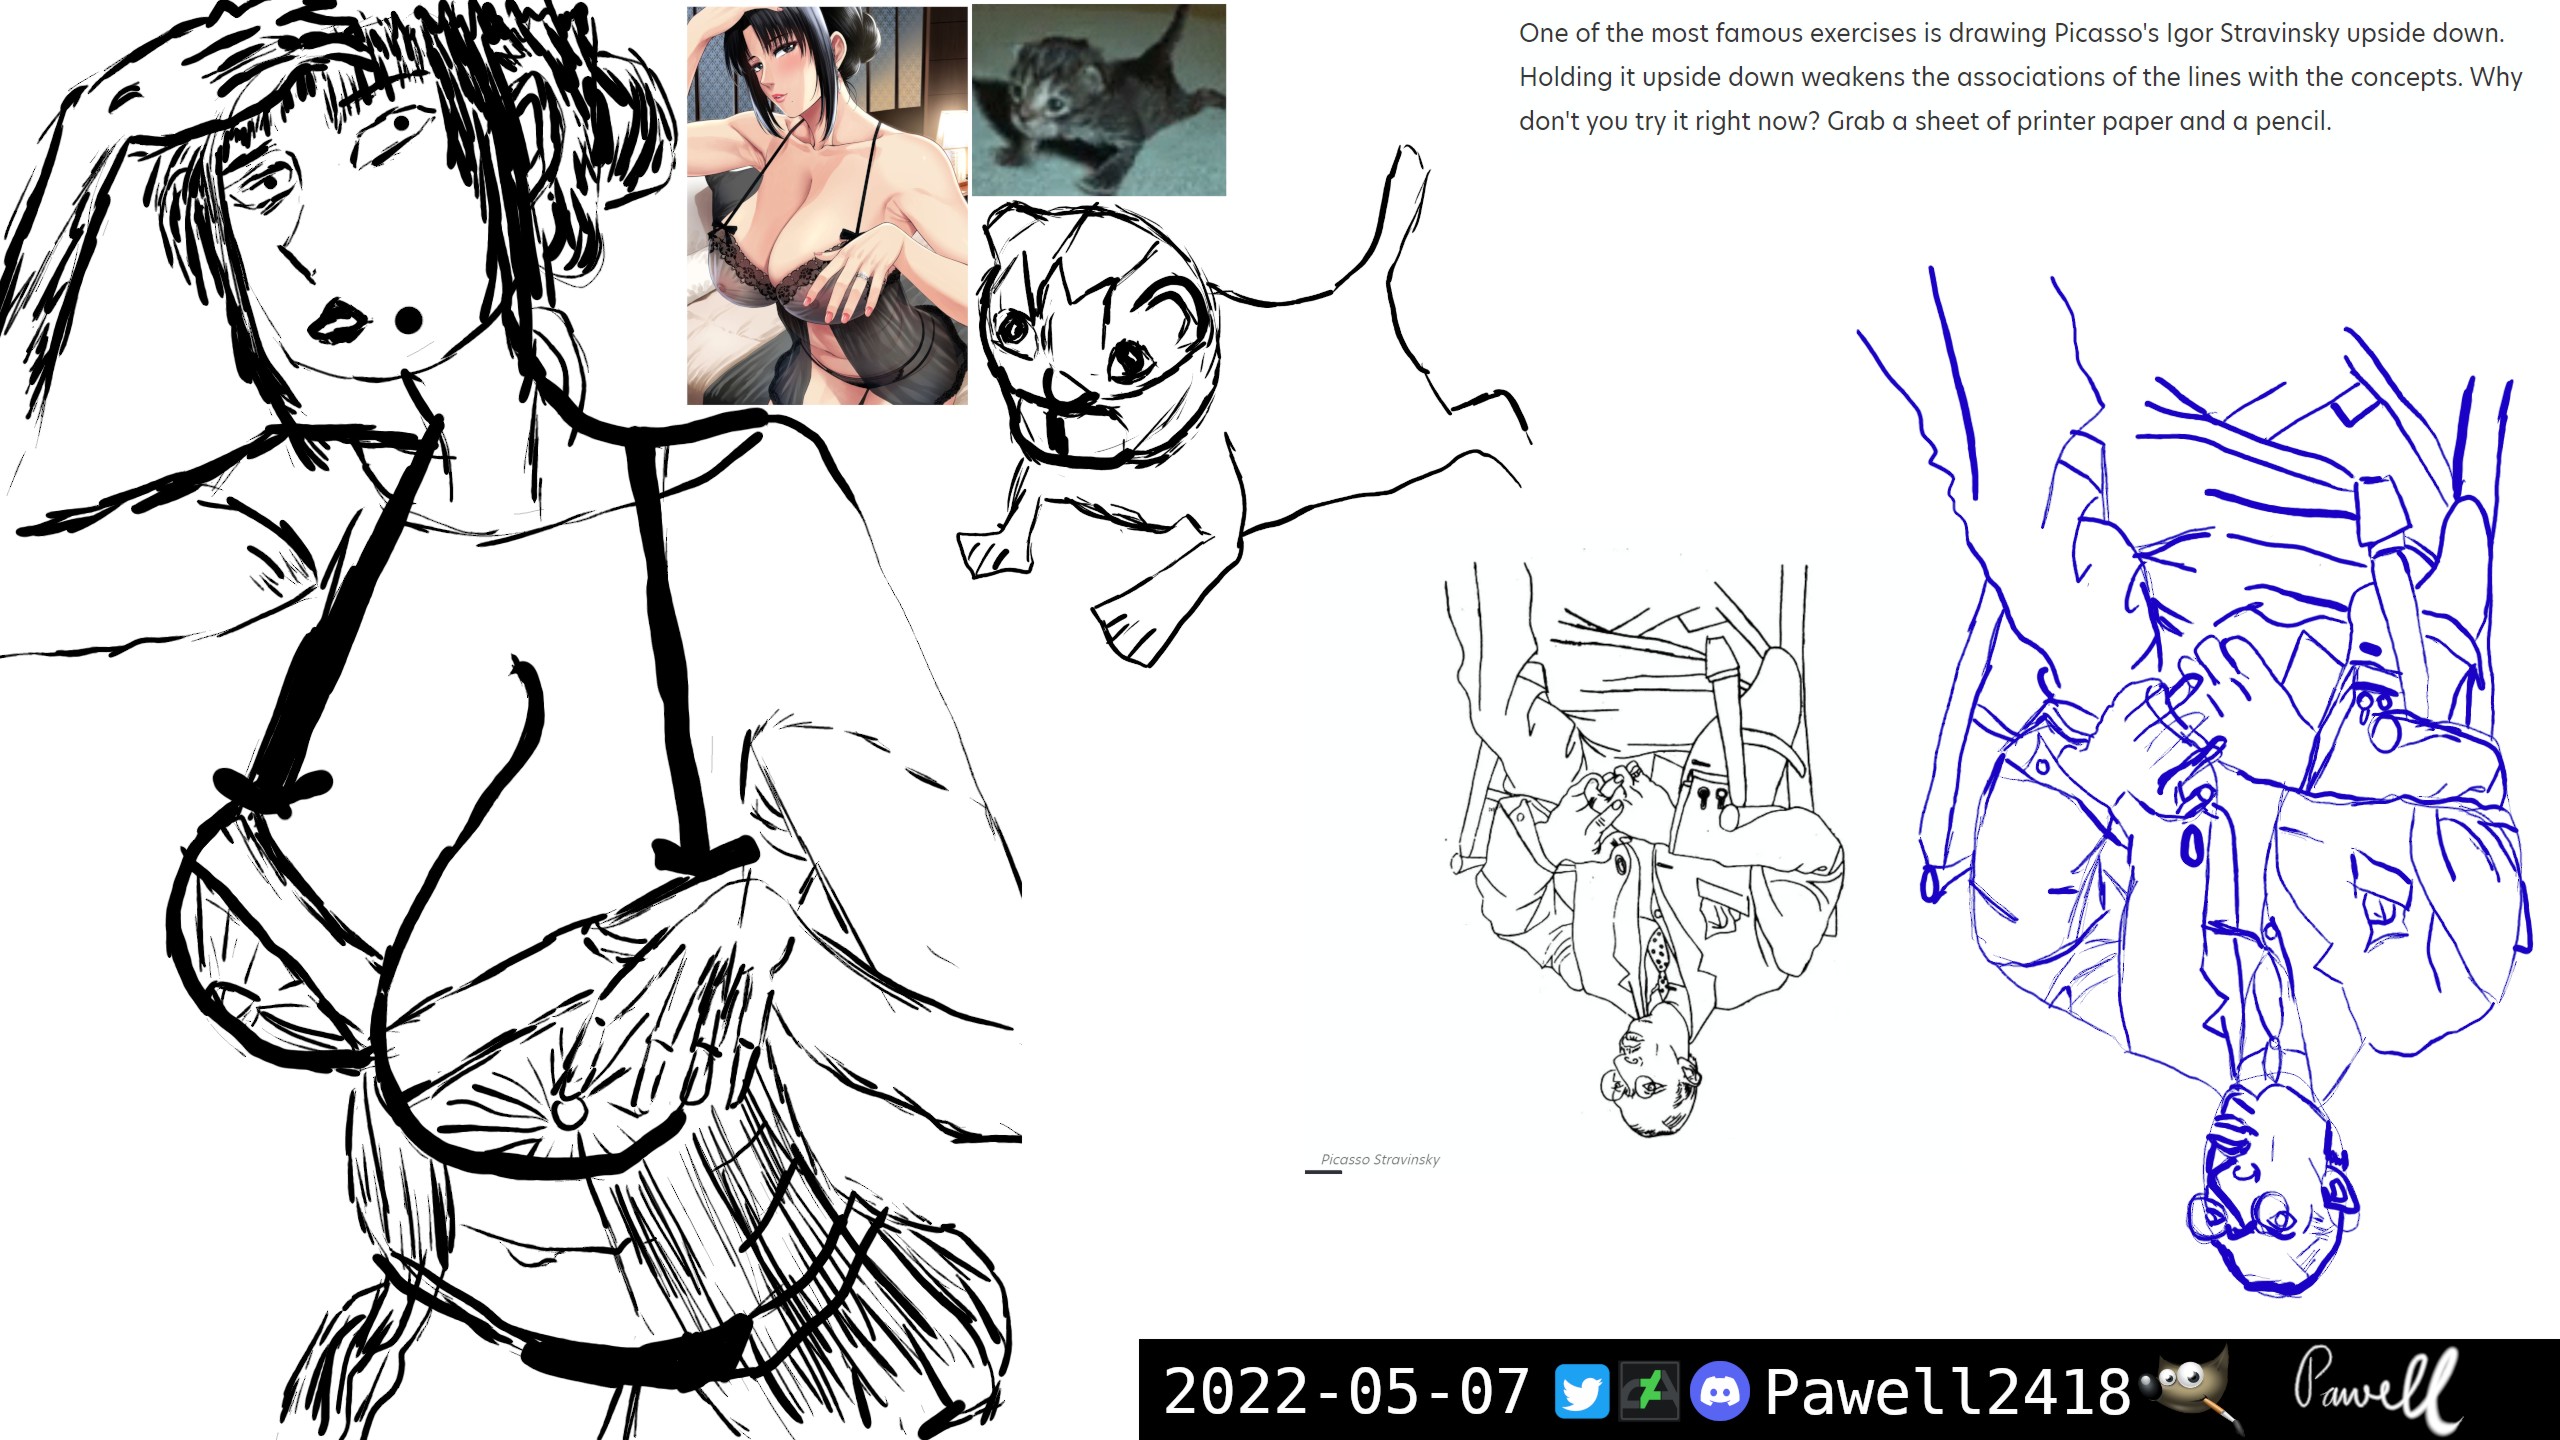 One of the most famous exercises is drawing Picasso's Igor Stravinsky upside down.
Holding it upside down weakens the associations of the lines with the concepts. Why
don't you try it right now? Grab a sheet of printer paper and a pencil.
Picasso Stravinsky
2022-05-07 Pawell2418 Pawell